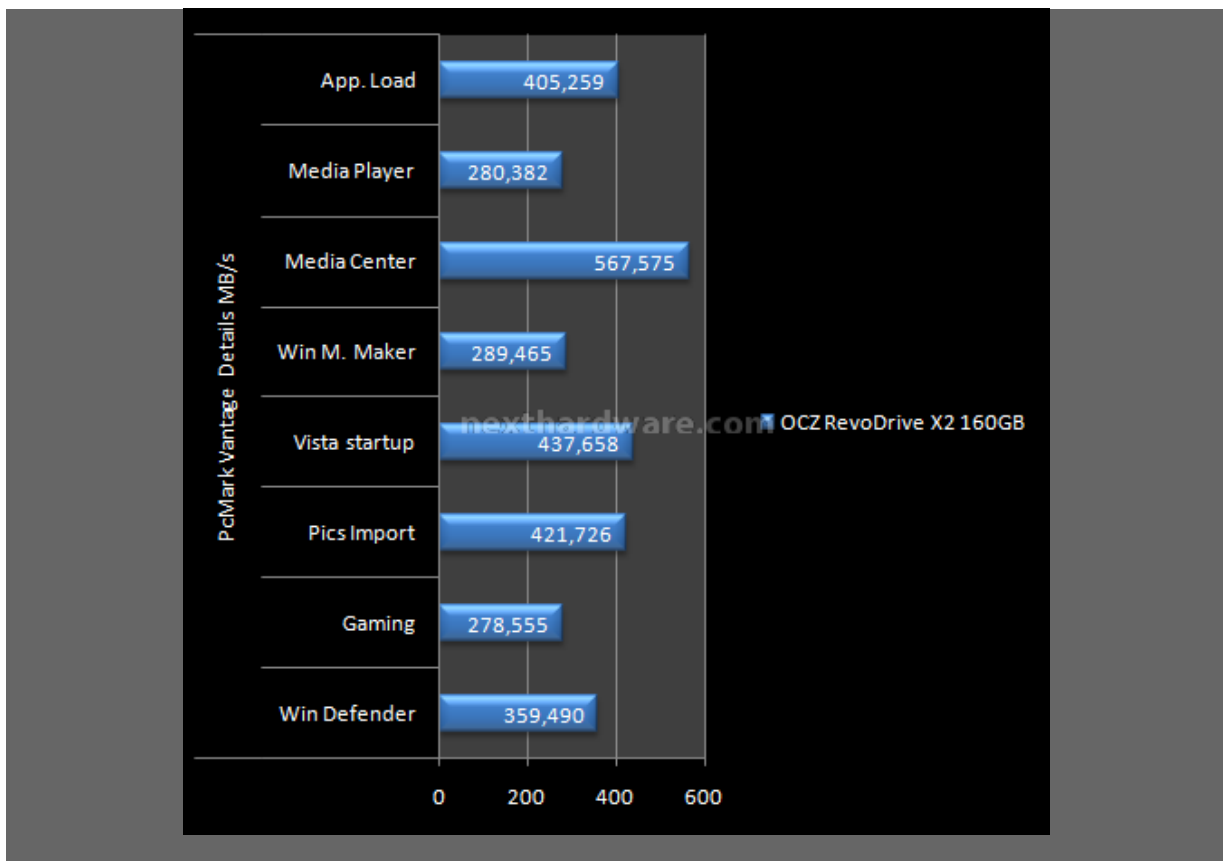 App. Load
405,259
Media Player
280,382
Media Center
567,575
Win M. Maker
289,465
Vista startup
437,658
Pics Import
421,726
Gaming
278,555
Win Defender
359,490
PcMark Vantage Details MB/s
0 200 400 600
nexthardware.com
OCZ RevoDrive X2 160GB